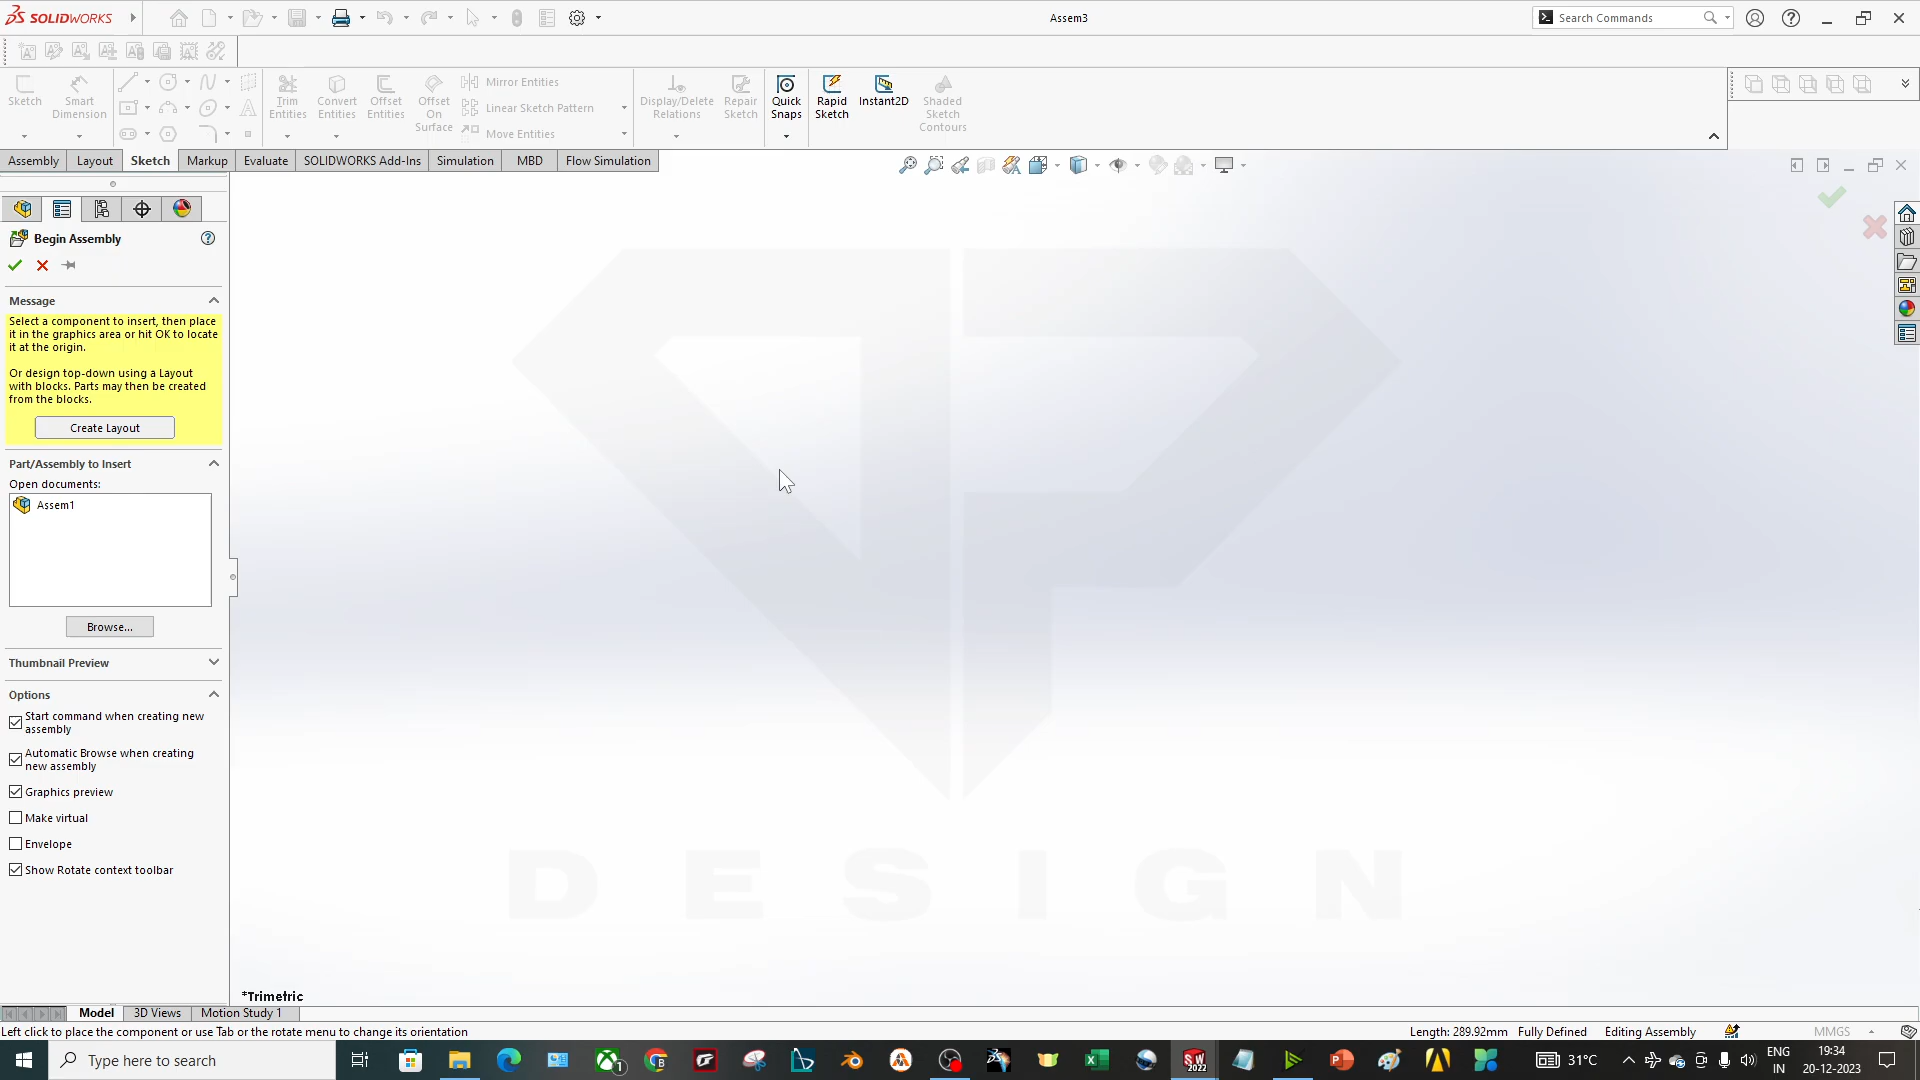 SOLIDWORKS
Assem3
Search Commands
Sketch
Smart
Dimension
Trim
Entities
Convert
Entities
Offset
Entities
Offset
On
Surface
Mirror Entities
Linear Sketch Pattern
Move Entities
Display/Delete
Relations
Repair
Sketch
Quick
Snaps
Rapid
Sketch
Instant2D
Shaded
Sketch
Contours
Assembly
Layout
Sketch
Markup
Evaluate
SOLIDWORKS Add-Ins
Simulation
MBD
Flow Simulation
Begin Assembly
Message
Select a component to insert, then place
it in the graphics area or hit OK to locate
it at the origin.
Or design top-down using a Layout
with blocks. Parts may then be created
from the blocks.
Create Layout
Part/Assembly to Insert
Open documents:
Assem1
Browse...
Thumbnail Preview
Options
Start command when creating new
assembly
Automatic Browse when creating
new assembly
Graphics preview
Make virtual
Envelope
Show Rotate context toolbar
DESIGN
*Trimetric
Model
3D Views
Motion Study 1
Left click to place the component or use Tab or the rotate menu to change its orientation
Length: 289.92mm
Fully Defined
Editing Assembly
MMGS
Type here to search
31°C
ENG
IN
19:34
20-12-2023